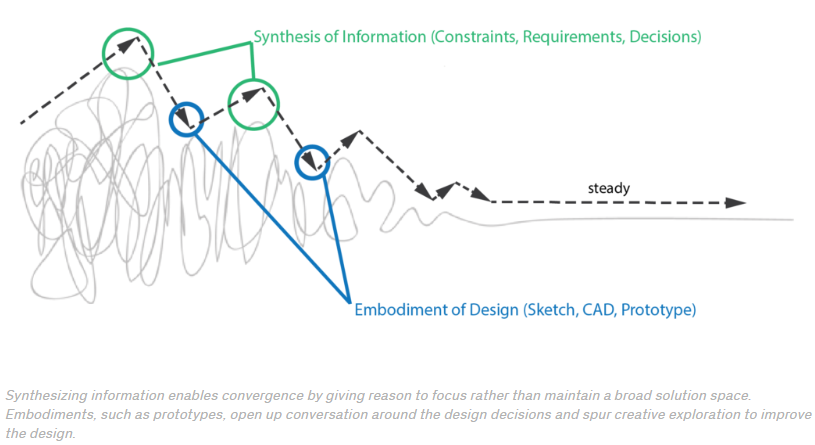 Synthesis of Information (Constraints, Requirements, Decisions)
steady
Embodiment of Design (Sketch, CAD, Prototype)
Synthesizing information enables convergence by giving reason to focus rather than maintain a broad solution space.
Embodiments, such as prototypes, open up conversation around the design decisions and spur creative exploration to improve
the design.